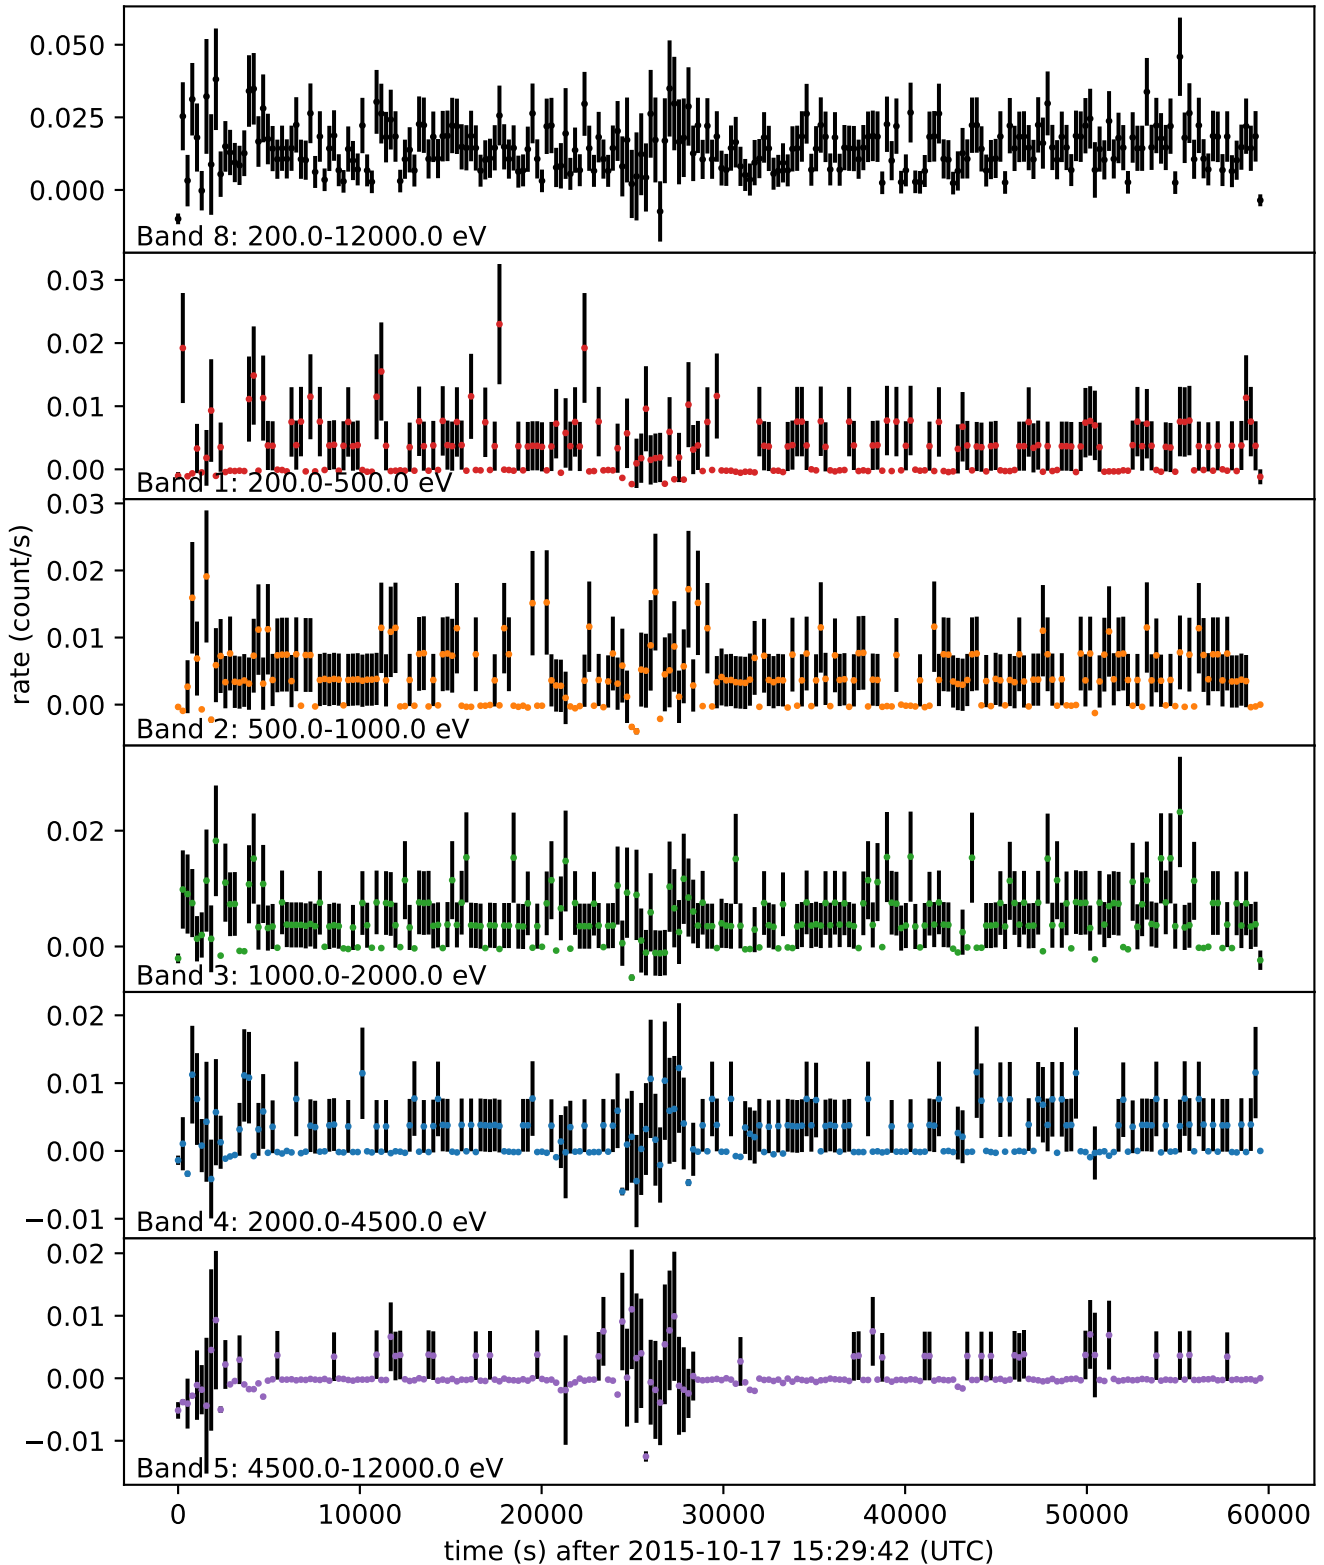 0.050
0.025
0.000
Band 8: 200.0-12000.0 eV
0.03
0.02
0.01
0.00
Band 1: 200.0-500.0 eV
0.03
0.02
0.01
0.00
Band 2: 500.0-1000.0 eV
rate (count/s)
0.02
0.00
Band 3: 1000.0-2000.0 eV
0.02
0.01
0.00
−0.01
Band 4: 2000.0-4500.0 eV
0.02
0.01
0.00
−0.01
Band 5: 4500.0-12000.0 eV
0 10000 20000 30000 40000 50000 60000
time (s) after 2015-10-17 15:29:42 (UTC)